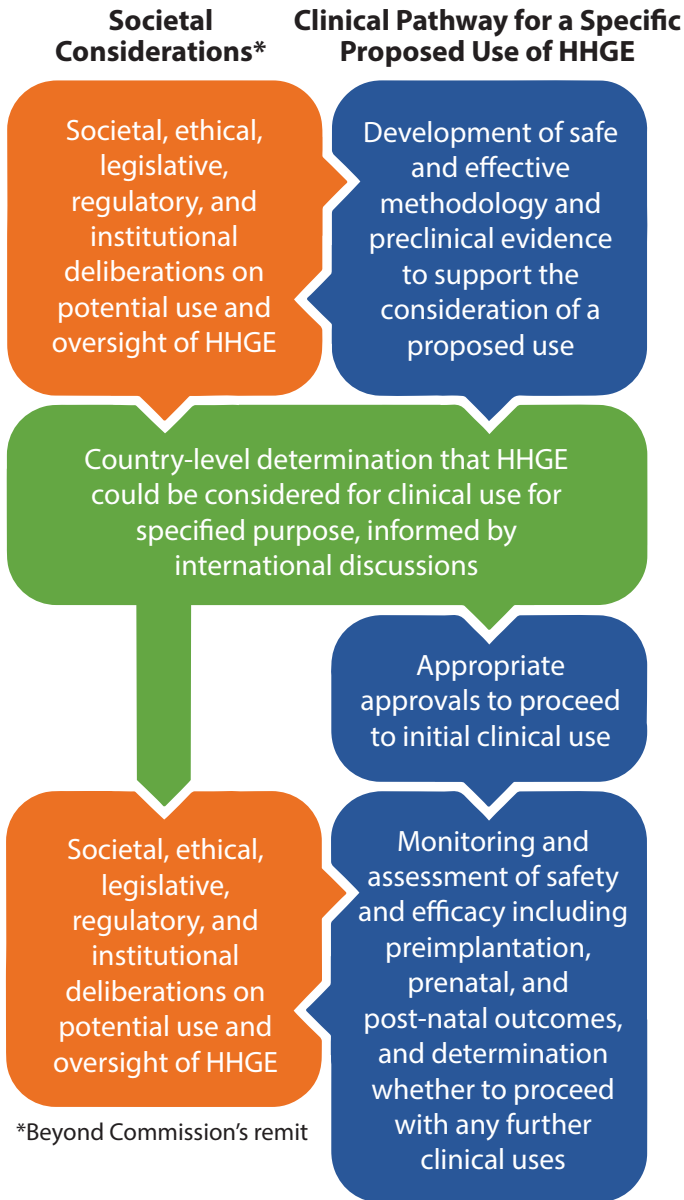 Societal
Considerations*
Clinical Pathway for a Specific
Proposed Use of HHGE
Societal, ethical,
legislative,
regulatory, and
institutional
deliberations on
potential use and
oversight of HHGE
Development of safe
and effective
methodology and
preclinical evidence
to support the
consideration of a
proposed use
Country-level determination that HHGE
could be considered for clinical use for
specified purpose, informed by
international discussions
Appropriate
approvals to proceed
to initial clinical use
Societal, ethical,
legislative,
regulatory, and
institutional
deliberations on
potential use and
oversight of HHGE
Monitoring and
assessment of safety
and efficacy including
preimplantation,
prenatal, and
post-natal outcomes,
and determination
whether to proceed
with any further
clinical uses
*Beyond Commission’s remit